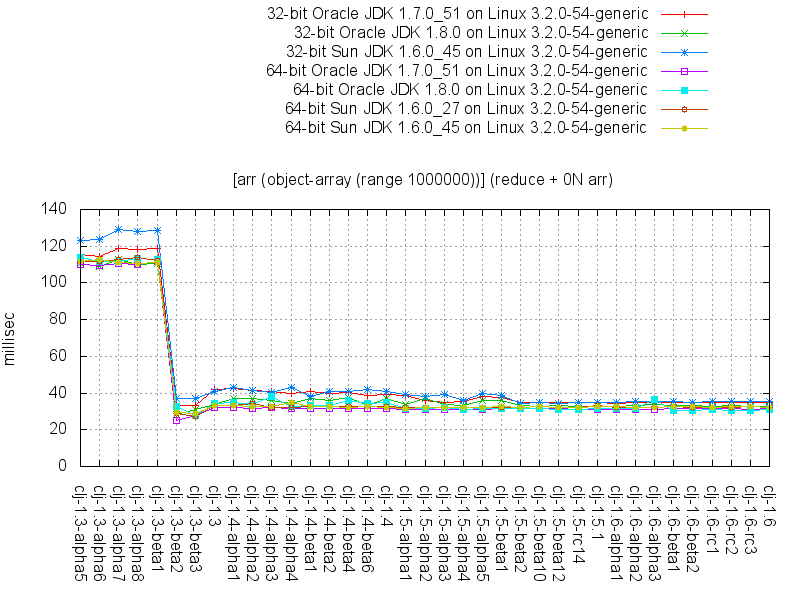 32-bit Oracle JDK 1.7.0_51 on Linux 3.2.0-54-generic
32-bit Oracle JDK 1.8.0 on Linux 3.2.0-54-generic
32-bit Sun JDK 1.6.0_45 on Linux 3.2.0-54-generic
64-bit Oracle JDK 1.7.0_51 on Linux 3.2.0-54-generic
64-bit Oracle JDK 1.8.0 on Linux 3.2.0-54-generic
64-bit Sun JDK 1.6.0_27 on Linux 3.2.0-54-generic
64-bit Sun JDK 1.6.0_45 on Linux 3.2.0-54-generic
[arr (object-array (range 1000000))] (reduce + 0N arr)
millisec
140
120
100
80
60
40
20
0
clj-1.3-alpha5
clj-1.3-alpha6
clj-1.3-alpha7
clj-1.3-alpha8
clj-1.3-beta1
clj-1.3-beta2
clj-1.3-beta3
clj-1.3
clj-1.4-alpha1
clj-1.4-alpha2
clj-1.4-alpha3
clj-1.4-alpha4
clj-1.4-beta1
clj-1.4-beta2
clj-1.4-beta4
clj-1.4-beta6
clj-1.4
clj-1.5-alpha1
clj-1.5-alpha2
clj-1.5-alpha3
clj-1.5-alpha4
clj-1.5-alpha5
clj-1.5-beta1
clj-1.5-beta2
clj-1.5-beta10
clj-1.5-beta12
clj-1.5-rc14
clj-1.5.1
clj-1.6-alpha1
clj-1.6-alpha2
clj-1.6-alpha3
clj-1.6-beta1
clj-1.6-beta2
clj-1.6-rc1
clj-1.6-rc2
clj-1.6-rc3
clj-1.6